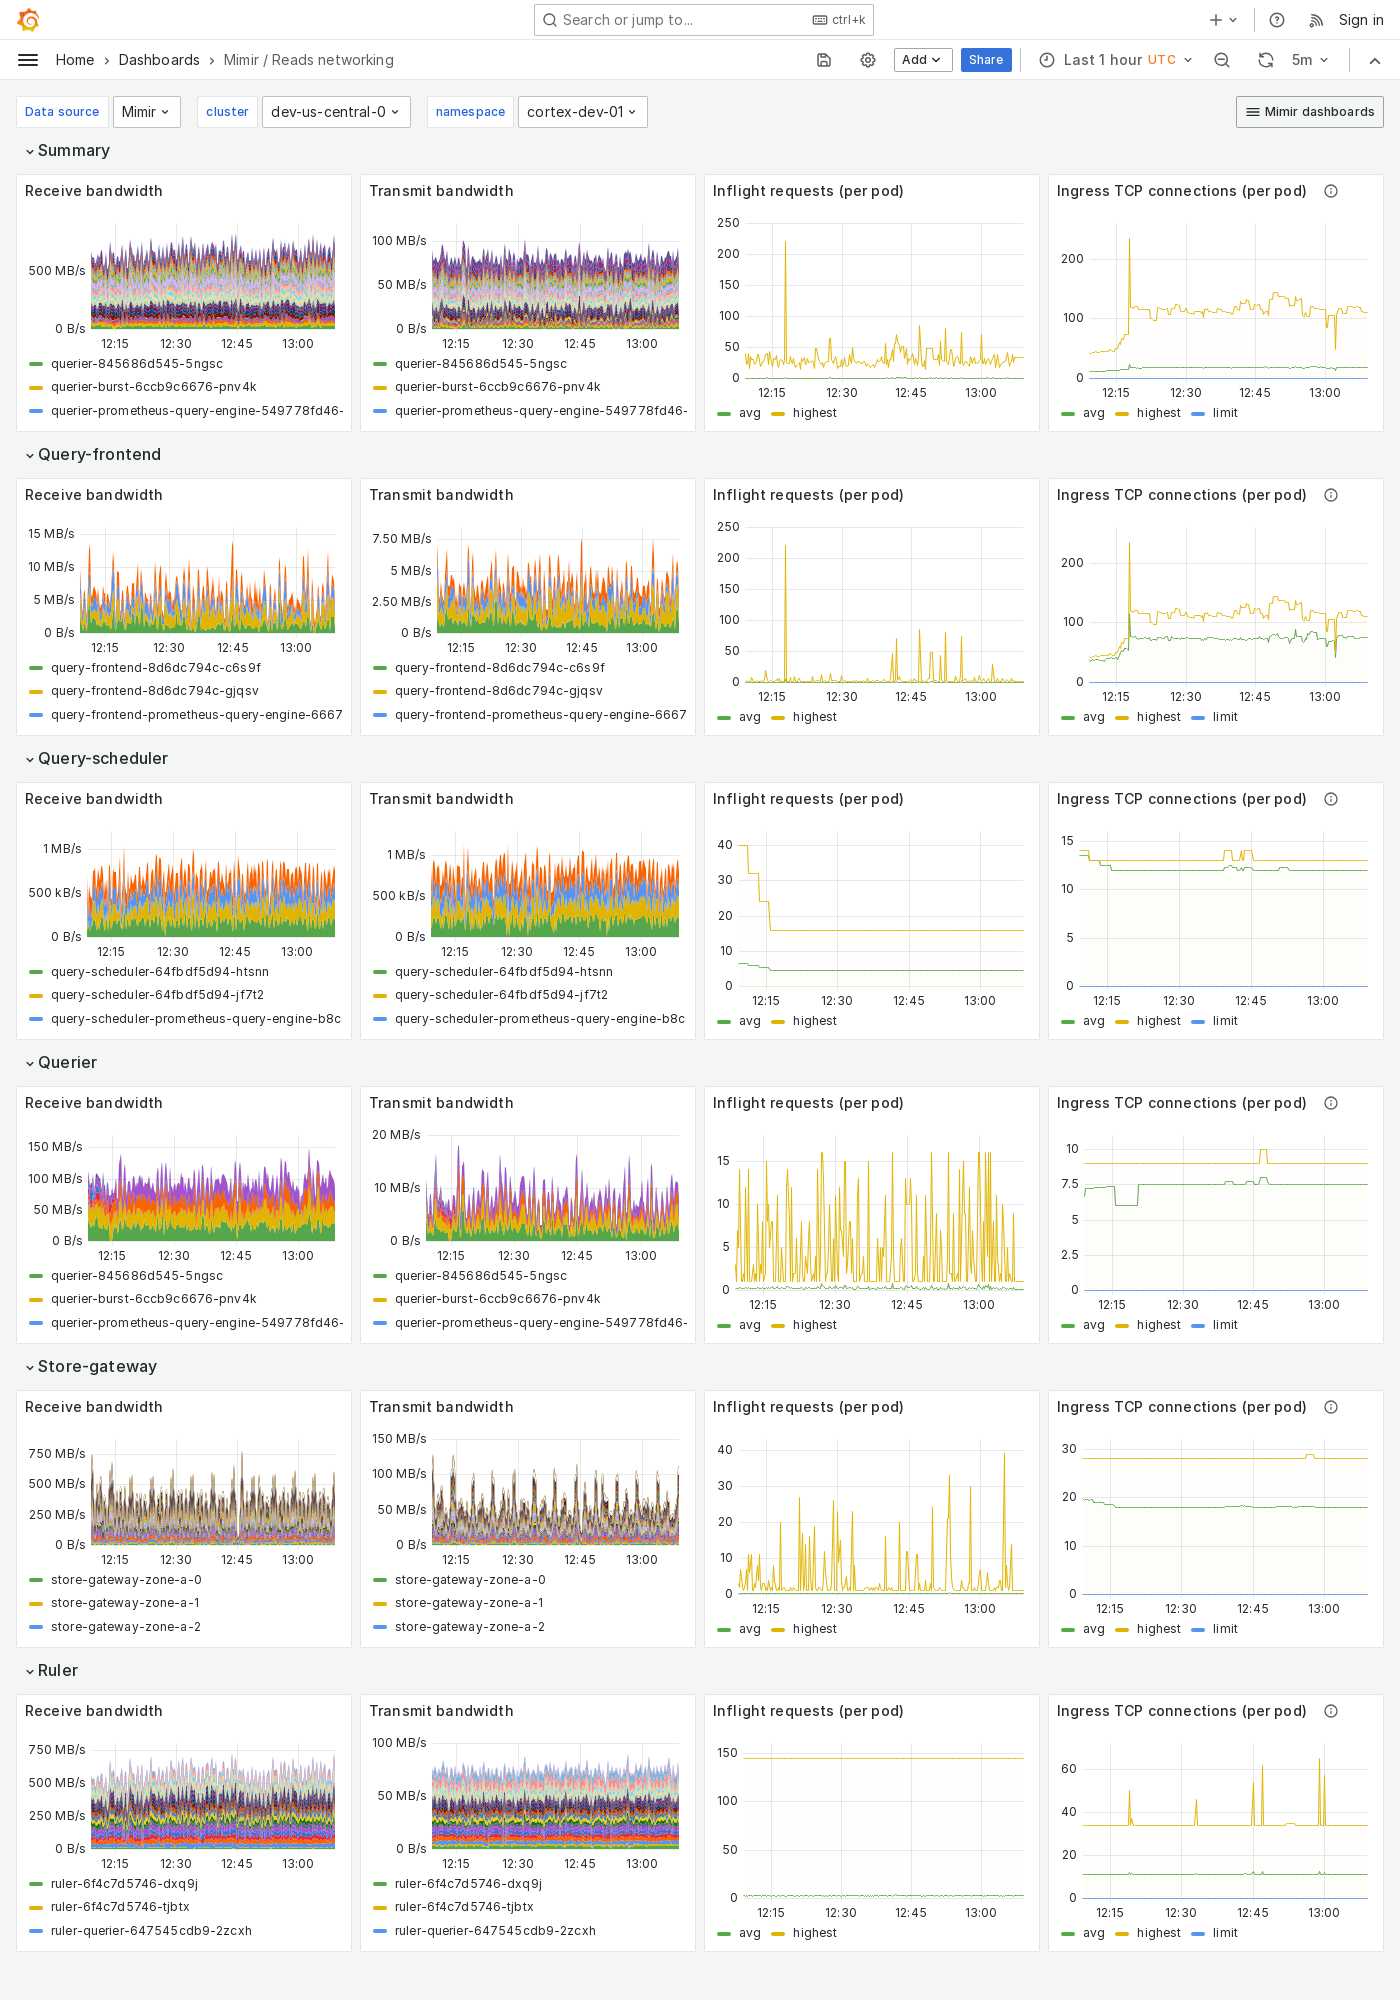 Search or jump to...
ctrl+k
Sign in
Home
Dashboards
Mimir / Reads networking
Add
Share
Last 1 hour UTC
5m
Data source
Mimir
cluster
dev-us-central-0
namespace
cortex-dev-01
Mimir dashboards
Summary
Receive bandwidth
500 MB/s
0 B/s
12:15 12:30 12:45 13:00
querier-845686d545-5ngsc
querier-burst-6ccb9c6676-pnv4k
querier-prometheus-query-engine-549778fd46-
Transmit bandwidth
100 MB/s
50 MB/s
0 B/s
12:15 12:30 12:45 13:00
querier-845686d545-5ngsc
querier-burst-6ccb9c6676-pnv4k
querier-prometheus-query-engine-549778fd46-
Inflight requests (per pod)
250
200
150
100
50
0
12:15 12:30 12:45 13:00
avg highest
Ingress TCP connections (per pod)
200
100
0
12:15 12:30 12:45 13:00
avg highest limit
Query-frontend
Receive bandwidth
15 MB/s
10 MB/s
5 MB/s
0 B/s
12:15 12:30 12:45 13:00
query-frontend-8d6dc794c-c6s9f
query-frontend-8d6dc794c-gjqsv
query-frontend-prometheus-query-engine-6667
Transmit bandwidth
7.50 MB/s
5 MB/s
2.50 MB/s
0 B/s
12:15 12:30 12:45 13:00
query-frontend-8d6dc794c-c6s9f
query-frontend-8d6dc794c-gjqsv
query-frontend-prometheus-query-engine-6667
Inflight requests (per pod)
250
200
150
100
50
0
12:15 12:30 12:45 13:00
avg highest
Ingress TCP connections (per pod)
200
100
0
12:15 12:30 12:45 13:00
avg highest limit
Query-scheduler
Receive bandwidth
1 MB/s
500 kB/s
0 B/s
12:15 12:30 12:45 13:00
query-scheduler-64fbdf5d94-htsnn
query-scheduler-64fbdf5d94-jf7t2
query-scheduler-prometheus-query-engine-b8c
Transmit bandwidth
1 MB/s
500 kB/s
0 B/s
12:15 12:30 12:45 13:00
query-scheduler-64fbdf5d94-htsnn
query-scheduler-64fbdf5d94-jf7t2
query-scheduler-prometheus-query-engine-b8c
Inflight requests (per pod)
40
30
20
10
0
12:15 12:30 12:45 13:00
avg highest
Ingress TCP connections (per pod)
15
10
5
0
12:15 12:30 12:45 13:00
avg highest limit
Querier
Receive bandwidth
150 MB/s
100 MB/s
50 MB/s
0 B/s
12:15 12:30 12:45 13:00
querier-845686d545-5ngsc
querier-burst-6ccb9c6676-pnv4k
querier-prometheus-query-engine-549778fd46-
Transmit bandwidth
20 MB/s
10 MB/s
0 B/s
12:15 12:30 12:45 13:00
querier-845686d545-5ngsc
querier-burst-6ccb9c6676-pnv4k
querier-prometheus-query-engine-549778fd46-
Inflight requests (per pod)
15
10
5
0
12:15 12:30 12:45 13:00
avg highest
Ingress TCP connections (per pod)
10
7.5
5
2.5
0
12:15 12:30 12:45 13:00
avg highest limit
Store-gateway
Receive bandwidth
750 MB/s
500 MB/s
250 MB/s
0 B/s
12:15 12:30 12:45 13:00
store-gateway-zone-a-0
store-gateway-zone-a-1
store-gateway-zone-a-2
Transmit bandwidth
150 MB/s
100 MB/s
50 MB/s
0 B/s
12:15 12:30 12:45 13:00
store-gateway-zone-a-0
store-gateway-zone-a-1
store-gateway-zone-a-2
Inflight requests (per pod)
40
30
20
10
0
12:15 12:30 12:45 13:00
avg highest
Ingress TCP connections (per pod)
30
20
10
0
12:15 12:30 12:45 13:00
avg highest limit
Ruler
Receive bandwidth
750 MB/s
500 MB/s
250 MB/s
0 B/s
12:15 12:30 12:45 13:00
ruler-6f4c7d5746-dxq9j
ruler-6f4c7d5746-tjbtx
ruler-querier-647545cdb9-2zcxh
Transmit bandwidth
100 MB/s
50 MB/s
0 B/s
12:15 12:30 12:45 13:00
ruler-6f4c7d5746-dxq9j
ruler-6f4c7d5746-tjbtx
ruler-querier-647545cdb9-2zcxh
Inflight requests (per pod)
150
100
50
0
12:15 12:30 12:45 13:00
avg highest
Ingress TCP connections (per pod)
60
40
20
0
12:15 12:30 12:45 13:00
avg highest limit